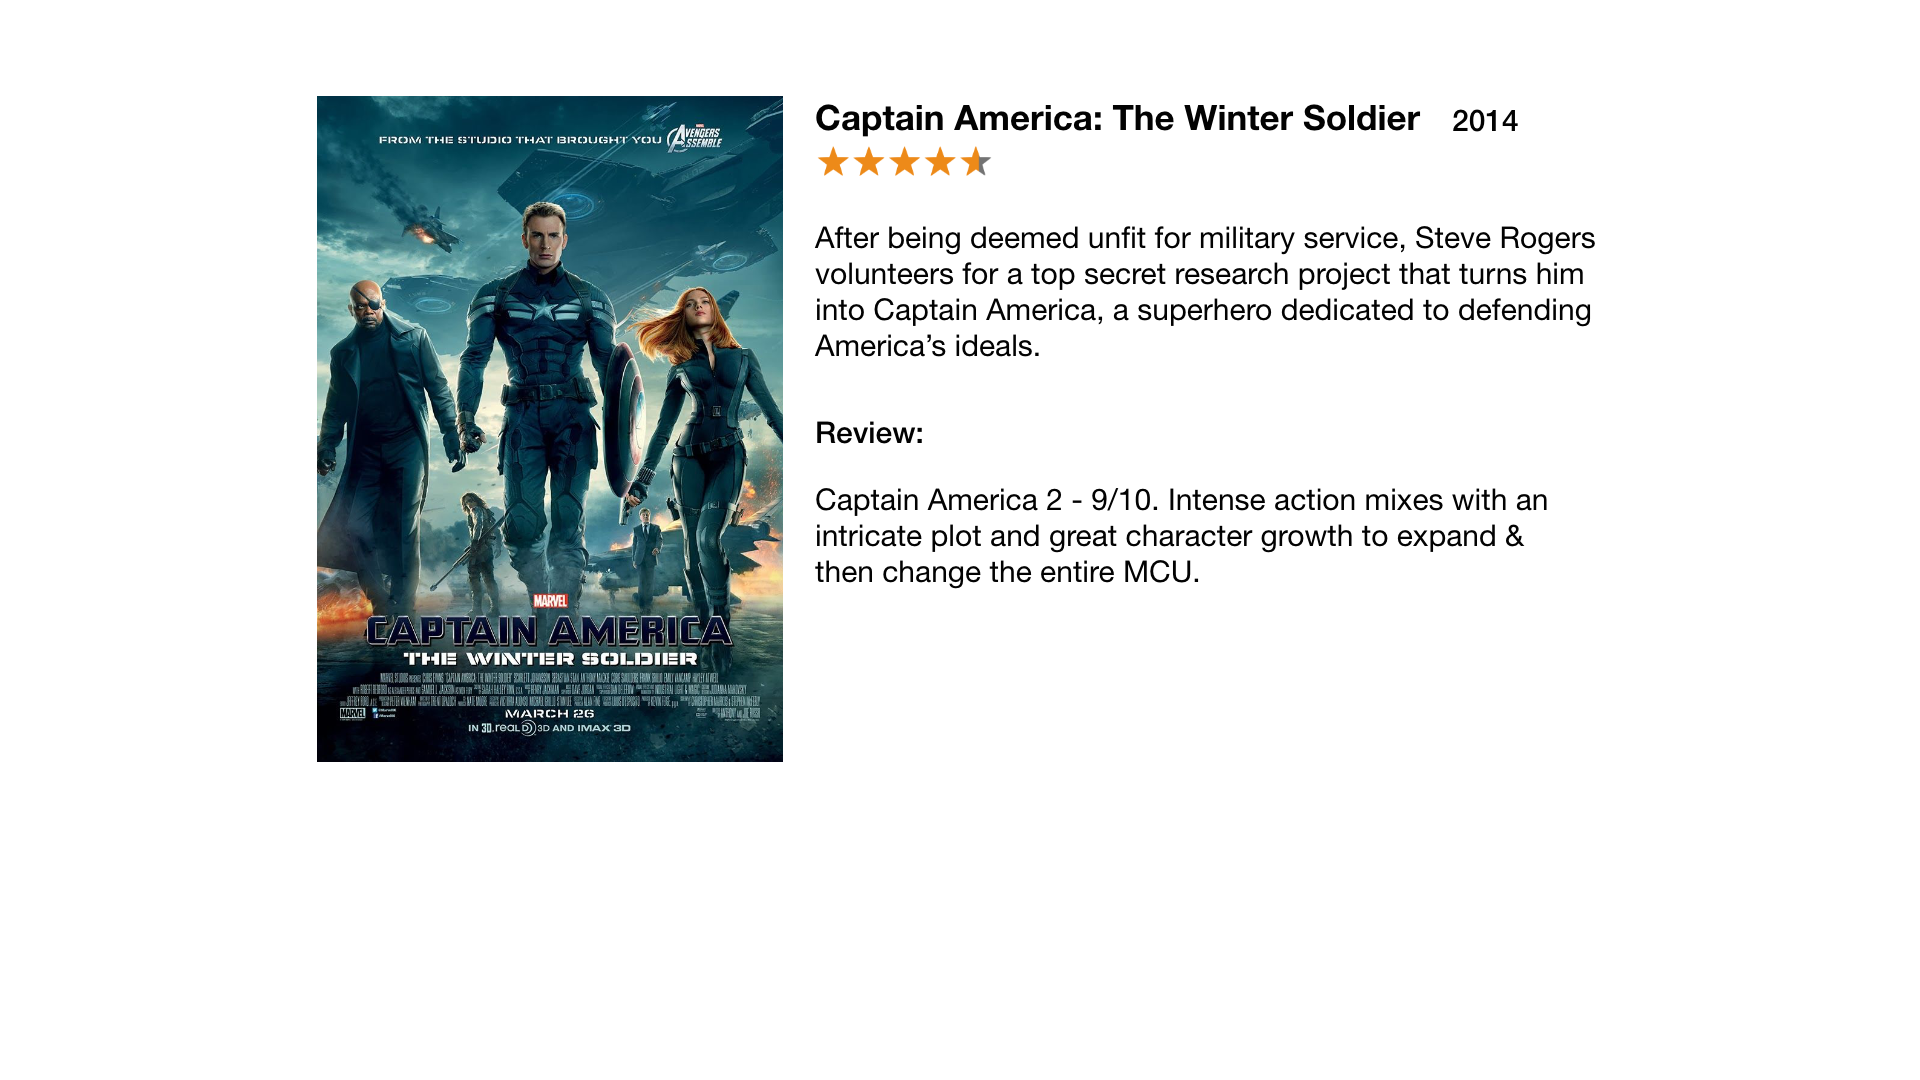 FROM THE STUDIO THAT BROUGHT YOU
AVENGERS
ASSEMBLE
MARVEL
CAPTAIN AMERICA
THE WINTER SOLDIER
MARVEL
MARCH 26
IN 3D, REAL D 3D AND IMAX 3D
Captain America: The Winter Soldier 2014
After being deemed unfit for military service, Steve Rogers
volunteers for a top secret research project that turns him
into Captain America, a superhero dedicated to defending
America’s ideals.
Review:
Captain America 2 - 9/10. Intense action mixes with an
intricate plot and great character growth to expand &
then change the entire MCU.